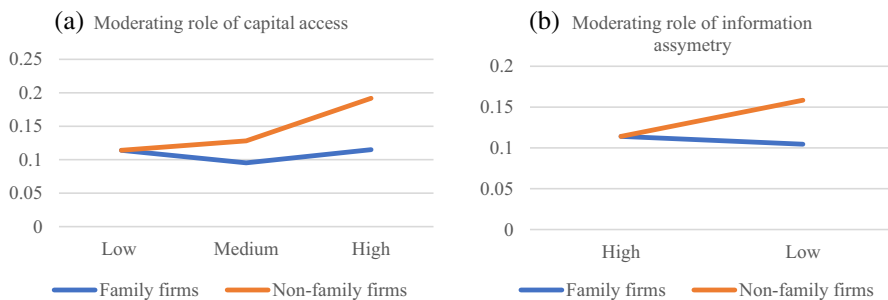 (a) Moderating role of capital access
0.25
0.2
0.15
0.1
0.05
0
Low Medium High
Family firms Non-family firms
(b) Moderating role of information
assymetry
0.2
0.15
0.1
0.05
0
High Low
Family firms Non-family firms